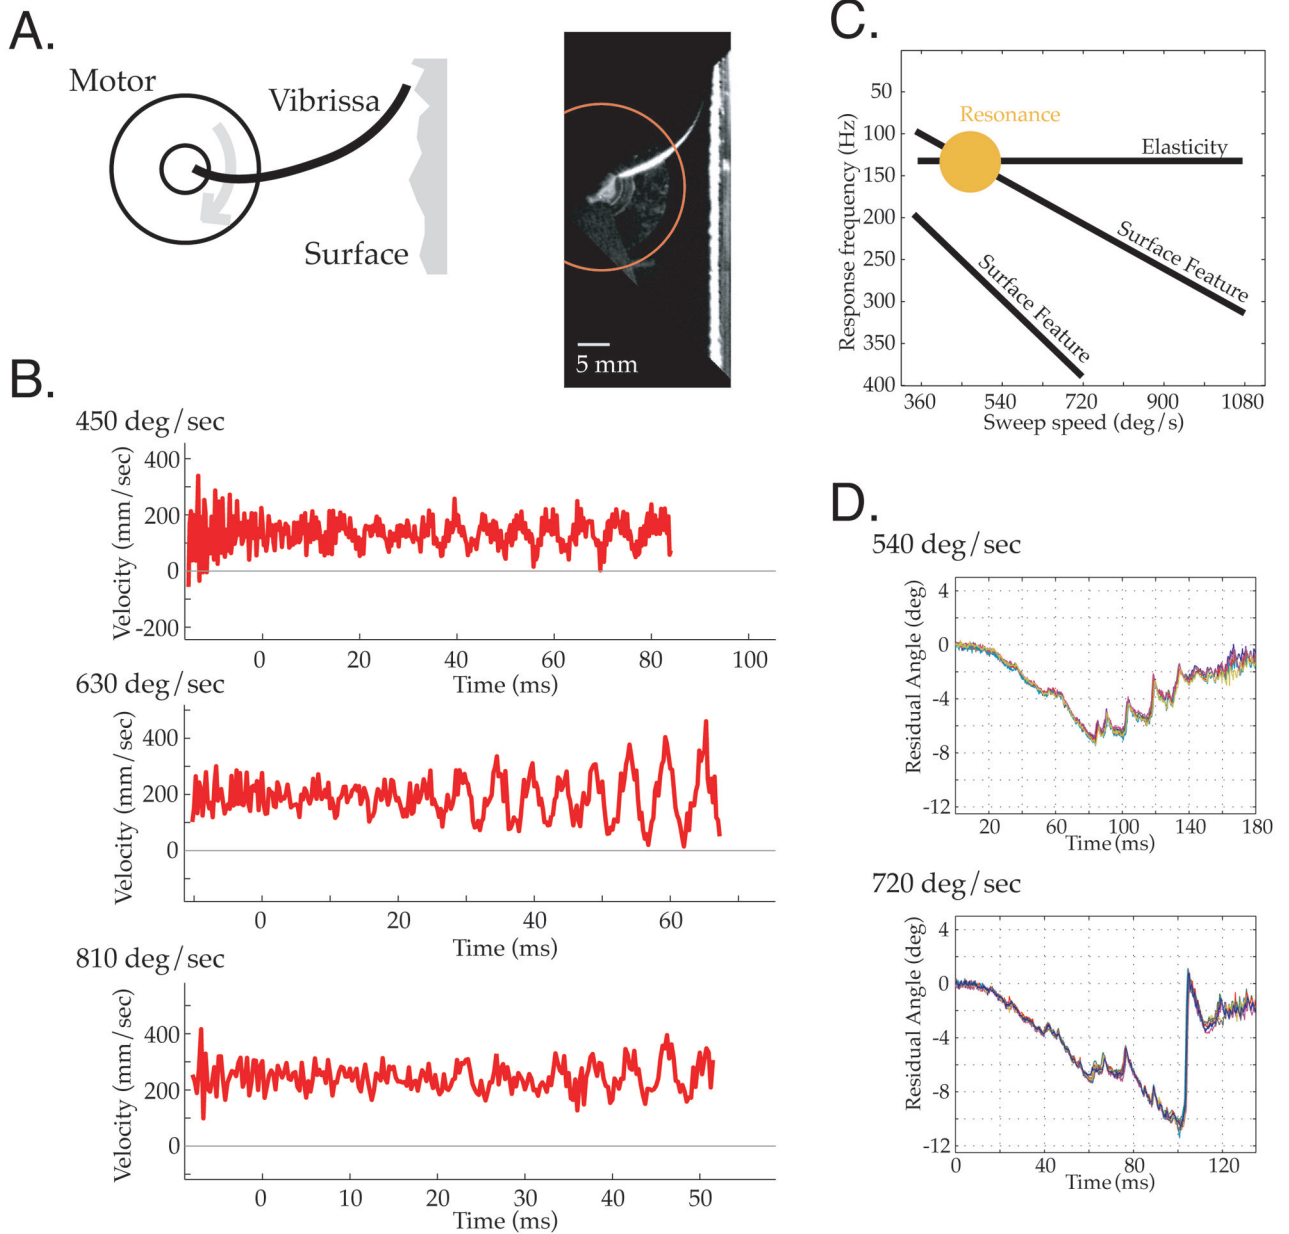 A.
Motor
Vibrissa
Surface
5 mm
C.
Response frequency (Hz)
50
100
150
200
250
300
350
400
Resonance
Elasticity
Surface Feature
Surface Feature
360
540
720
900
1080
Sweep speed (deg/s)
B.
450 deg/sec
Velocity (mm/sec)
400
200
0
-200
0
20
40
60
80
100
Time (ms)
630 deg/sec
Velocity (mm/sec)
400
200
0
0
20
40
60
Time (ms)
810 deg/sec
Velocity (mm/sec)
400
200
0
0
10
20
30
40
50
Time (ms)
D.
540 deg/sec
Residual Angle (deg)
4
0
-4
-8
-12
20
60
100
140
180
Time (ms)
720 deg/sec
Residual Angle (deg)
4
0
-4
-8
-12
0
40
80
120
Time (ms)